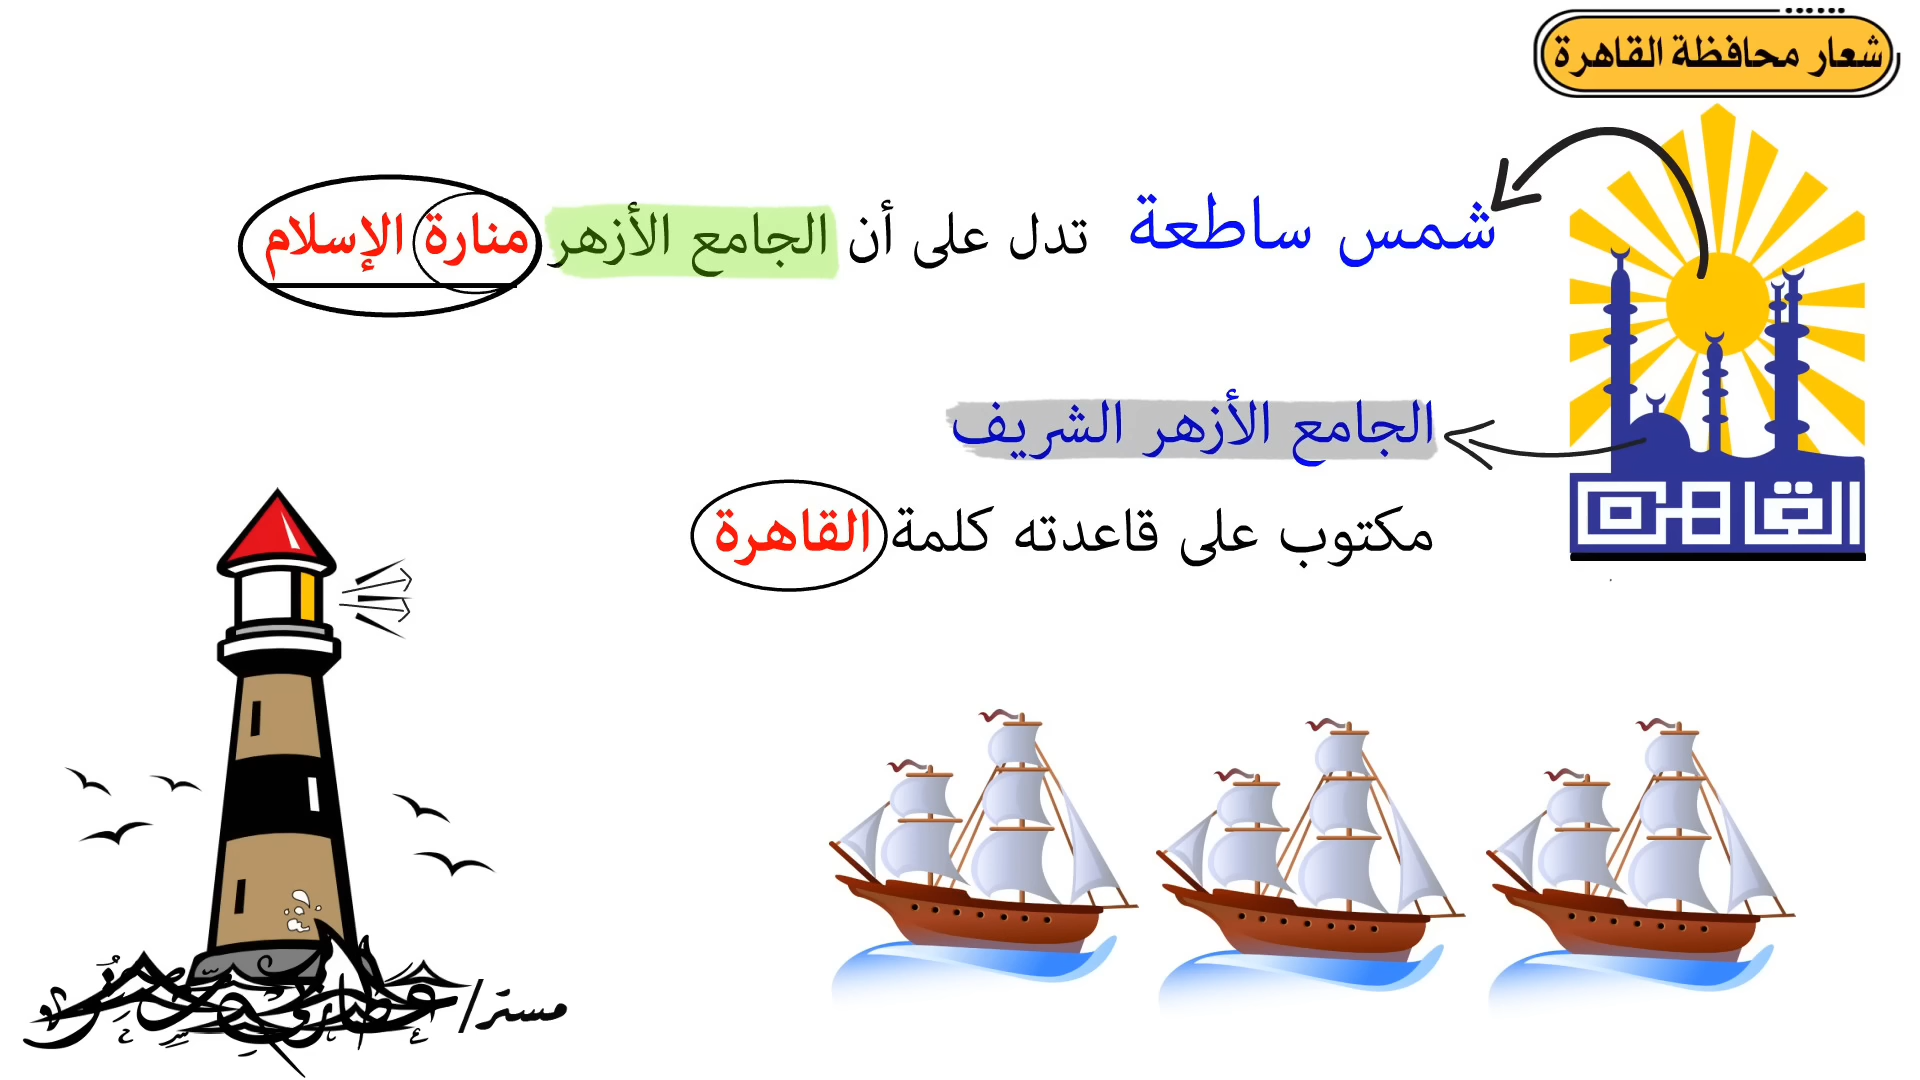 شعار محافظة القاهرة
شمس ساطعة تدل على أن الجامع الأزهر منارة الإسلام
الجامع الأزهر الشريف
مكتوب على قاعدته كلمة القاهرة
القاهرة
مستر/